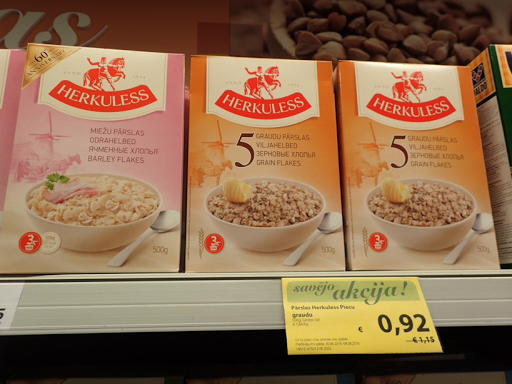 60
ANNIVERSARY
HERKULESS
MIEŽU PĀRSLAS
ODRAHELBED
ЯЧМЕННЫЕ ХЛОПЬЯ
BARLEY FLAKES
500g
HERKULESS
5 GRAUDU PĀRSLAS
VILJAHELBED
ЗЕРНОВЫЕ ХЛОПЬЯ
GRAIN FLAKES
500g
HERKULESS
5 GRAUDU PĀRSLAS
VILJAHELBED
ЗЕРНОВЫЕ ХЛОПЬЯ
GRAIN FLAKES
500g
savējo
akcija!
Pārslas Herkuless Piecu
graudu
€ 0,92
€ 1,15